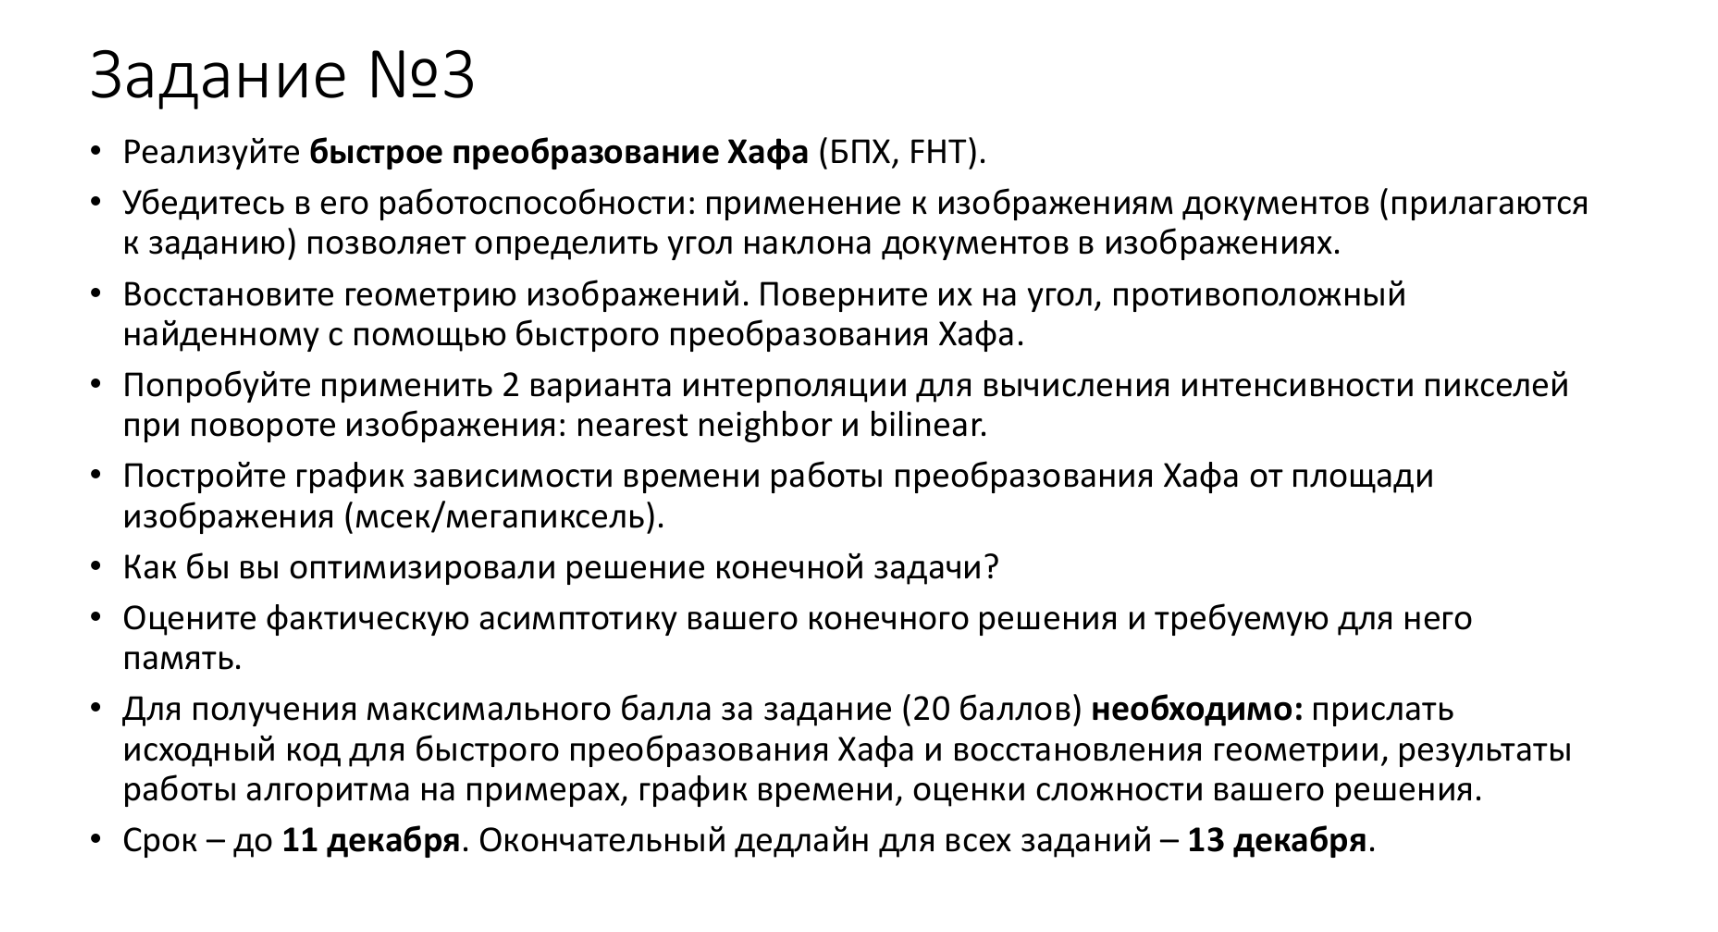 Задание №3
• Реализуйте быстрое преобразование Хафа (БПХ, FHT).
• Убедитесь в его работоспособности: применение к изображениям документов (прилагаются
к заданию) позволяет определить угол наклона документов в изображениях.
• Восстановите геометрию изображений. Поверните их на угол, противоположный
найденному с помощью быстрого преобразования Хафа.
• Попробуйте применить 2 варианта интерполяции для вычисления интенсивности пикселей
при повороте изображения: nearest neighbor и bilinear.
• Постройте график зависимости времени работы преобразования Хафа от площади
изображения (мсек/мегапиксель).
• Как бы вы оптимизировали решение конечной задачи?
• Оцените фактическую асимптотику вашего конечного решения и требуемую для него
память.
• Для получения максимального балла за задание (20 баллов) необходимо: прислать
исходный код для быстрого преобразования Хафа и восстановления геометрии, результаты
работы алгоритма на примерах, график времени, оценки сложности вашего решения.
• Срок – до 11 декабря. Окончательный дедлайн для всех заданий – 13 декабря.